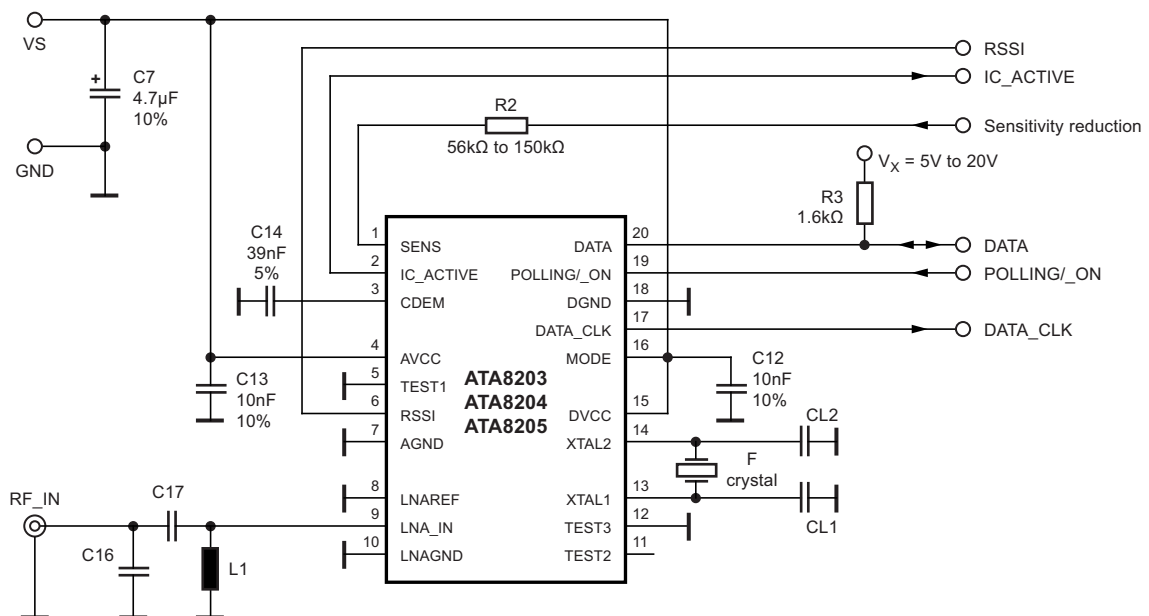 VS
C7
4.7µF
10%
+
GND
RSSI
IC_ACTIVE
R2
56kΩ to 150kΩ
Sensitivity reduction
VX = 5V to 20V
R3
1.6kΩ
C14
39nF
5%
1
SENS
DATA
20
DATA
2
IC_ACTIVE
POLLING/_ON
19
POLLING/_ON
3
CDEM
DGND
18
DATA_CLK
17
DATA_CLK
4
AVCC
MODE
16
C13
10nF
10%
5
TEST1
ATA8203
ATA8204
ATA8205
C12
10nF
10%
6
RSSI
DVCC
15
7
AGND
XTAL2
14
CL2
F
crystal
8
LNAREF
XTAL1
13
CL1
RF_IN
C17
9
LNA_IN
TEST3
12
C16
L1
10
LNAGND
TEST2
11